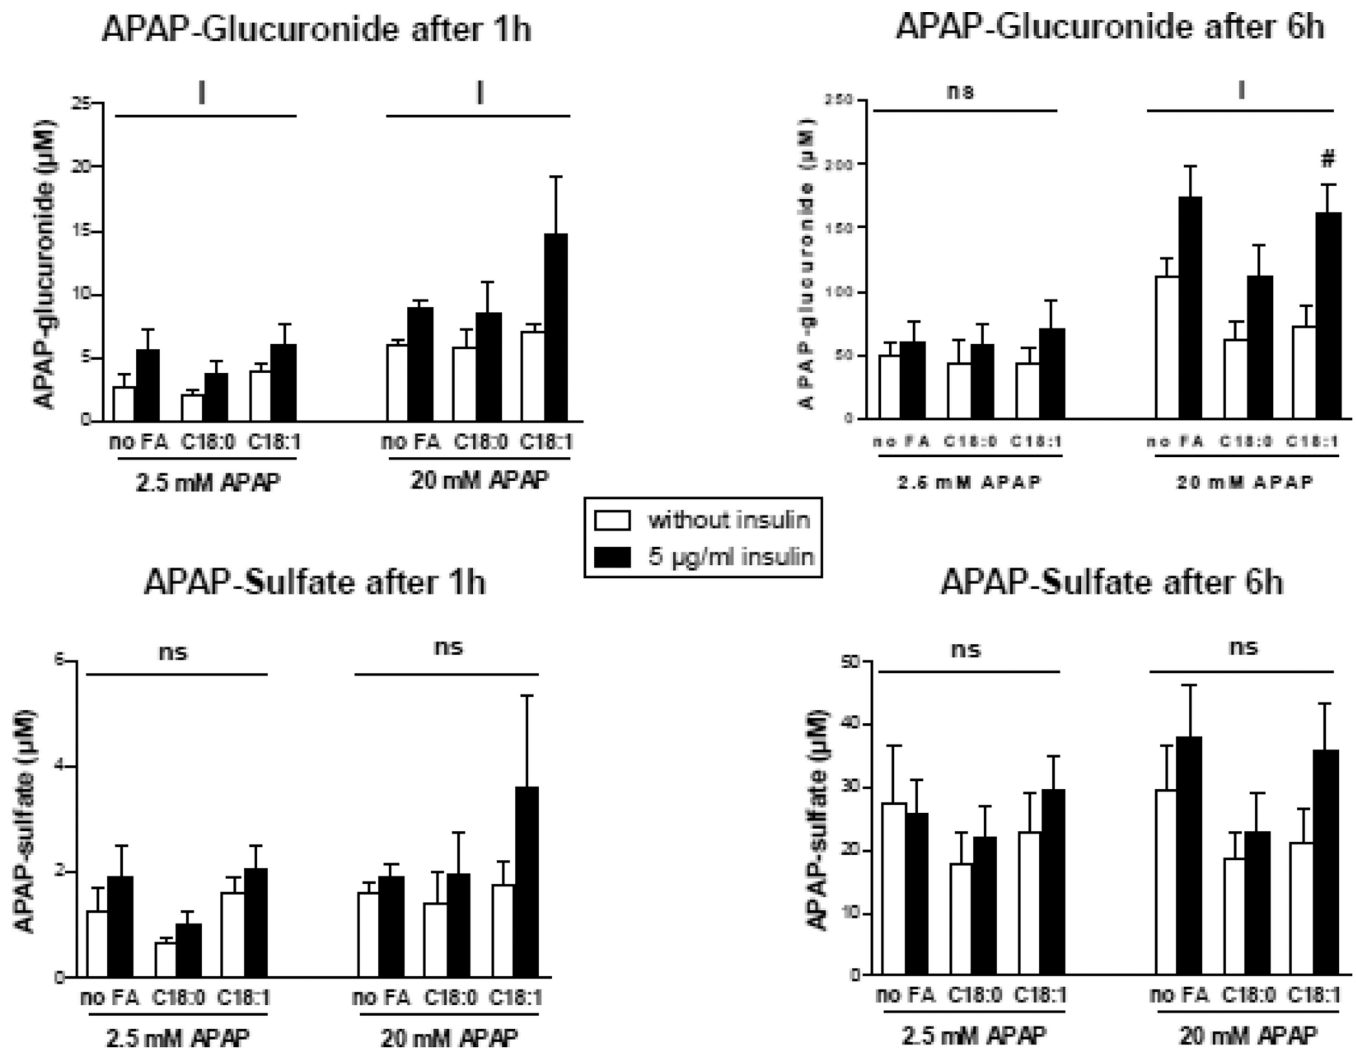 APAP-Glucuronide after 1h
APAP-Glucuronide after 6h
I
I
25
20
15
10
5
0
APAP-glucuronide (µM)
no FA C18:0 C18:1
no FA C18:0 C18:1
2.5 mM APAP
20 mM APAP
ns
I
#
250
200
150
100
50
0
APAP-glucuronide (µM)
no FA C18:0 C18:1
no FA C18:0 C18:1
2.5 mM APAP
20 mM APAP
without insulin
5 µg/ml insulin
APAP-Sulfate after 1h
APAP-Sulfate after 6h
ns
ns
6
4
2
0
APAP-sulfate (µM)
no FA C18:0 C18:1
no FA C18:0 C18:1
2.5 mM APAP
20 mM APAP
ns
ns
50
40
30
20
10
0
APAP-sulfate (µM)
no FA C18:0 C18:1
no FA C18:0 C18:1
2.5 mM APAP
20 mM APAP